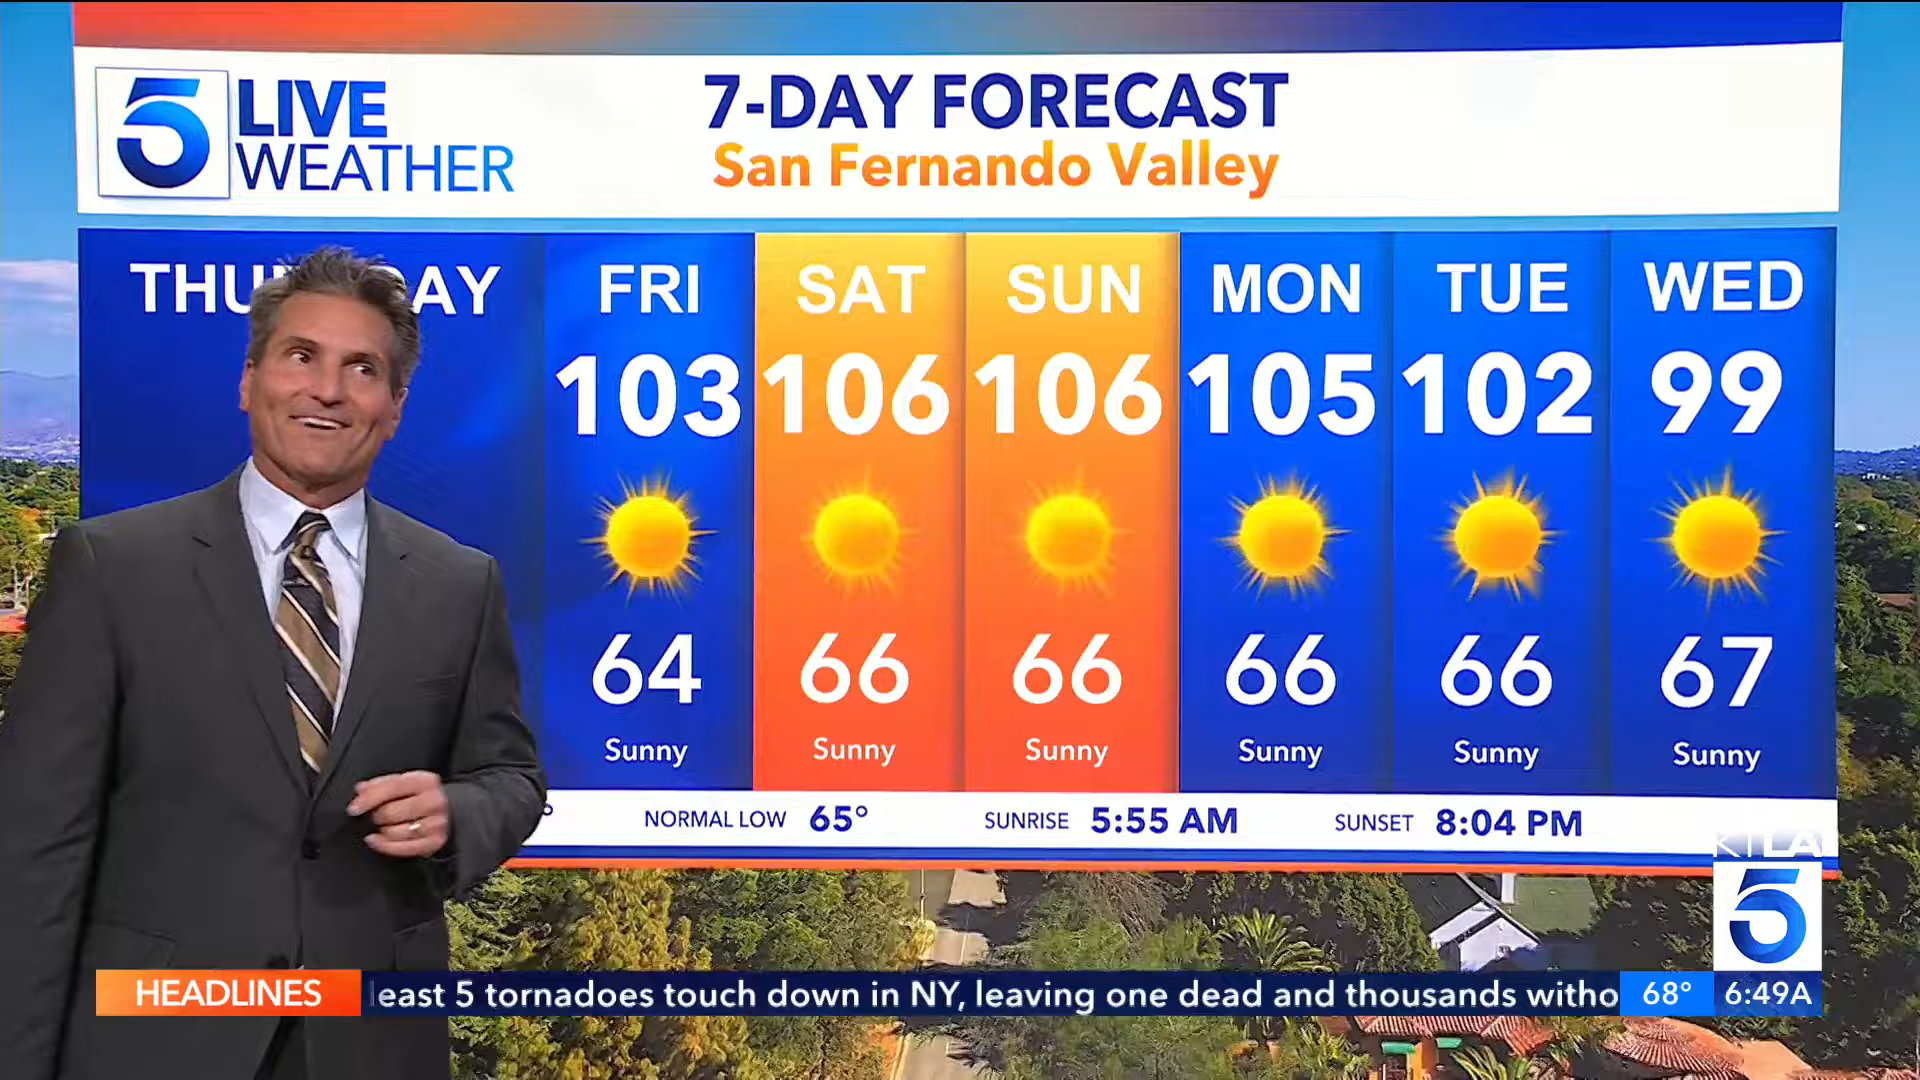 5 LIVE
WEATHER
7-DAY FORECAST
San Fernando Valley
FRI
103
64
Sunny
SAT
106
66
Sunny
SUN
106
66
Sunny
MON
105
66
Sunny
TUE
102
66
Sunny
WED
99
67
Sunny
NORMAL LOW 65° SUNRISE 5:55 AM SUNSET 8:04 PM
KTLA
5
HEADLINES least 5 tornadoes touch down in NY, leaving one dead and thousands witho 68° 6:49A